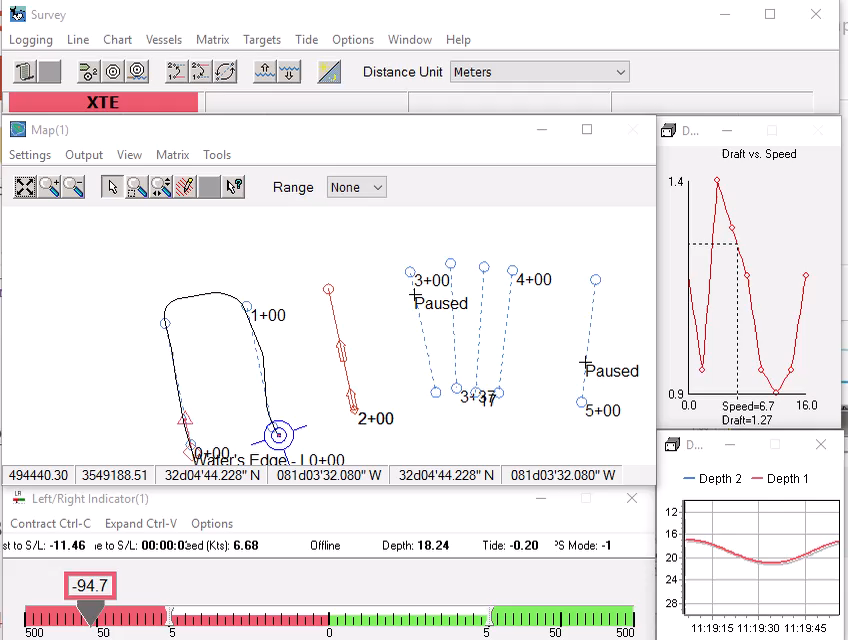 Survey
Logging Line Chart Vessels Matrix Targets Tide Options Window Help
Distance Unit Meters
XTE
Map(1)
Settings Output View Matrix Tools
Range None
1+00
2+00
3+00
Paused
4+00
3+37
Paused
5+00
0+00
Water's Edge - L0+00
494440.30 3549188.51 32d04'44.228" N 081d03'32.080" W 32d04'44.228" N 081d03'32.080" W
D...
Draft vs. Speed
1.4
0.9
0.0 Speed=6.7 16.0
Draft=1.27
D...
Depth 2 Depth 1
12
16
20
24
28
11:19:15 11:19:30 11:19:45
LR Left/Right Indicator(1)
Contract Ctrl-C Expand Ctrl-V Options
st to S/L: -11.46 ie to S/L: 00:00:0 eed (Kts): 6.68 Offline Depth: 18.24 Tide: -0.20 PS Mode: -1
-94.7
500 50 5 0 5 50 500